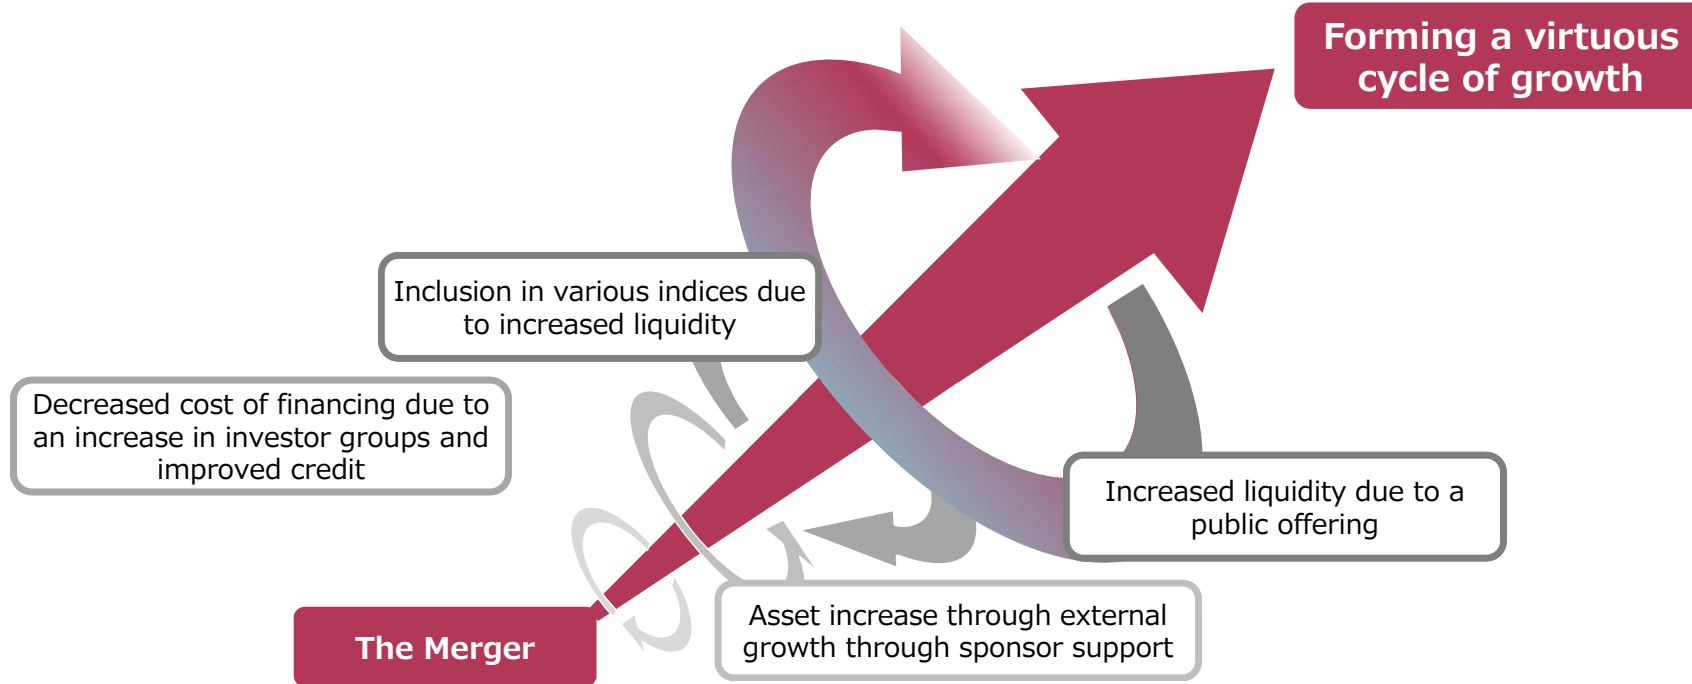 Forming a virtuous
cycle of growth
Inclusion in various indices due
to increased liquidity
Decreased cost of financing due to
an increase in investor groups and
improved credit
Increased liquidity due to a
public offering
Asset increase through external
growth through sponsor support
The Merger